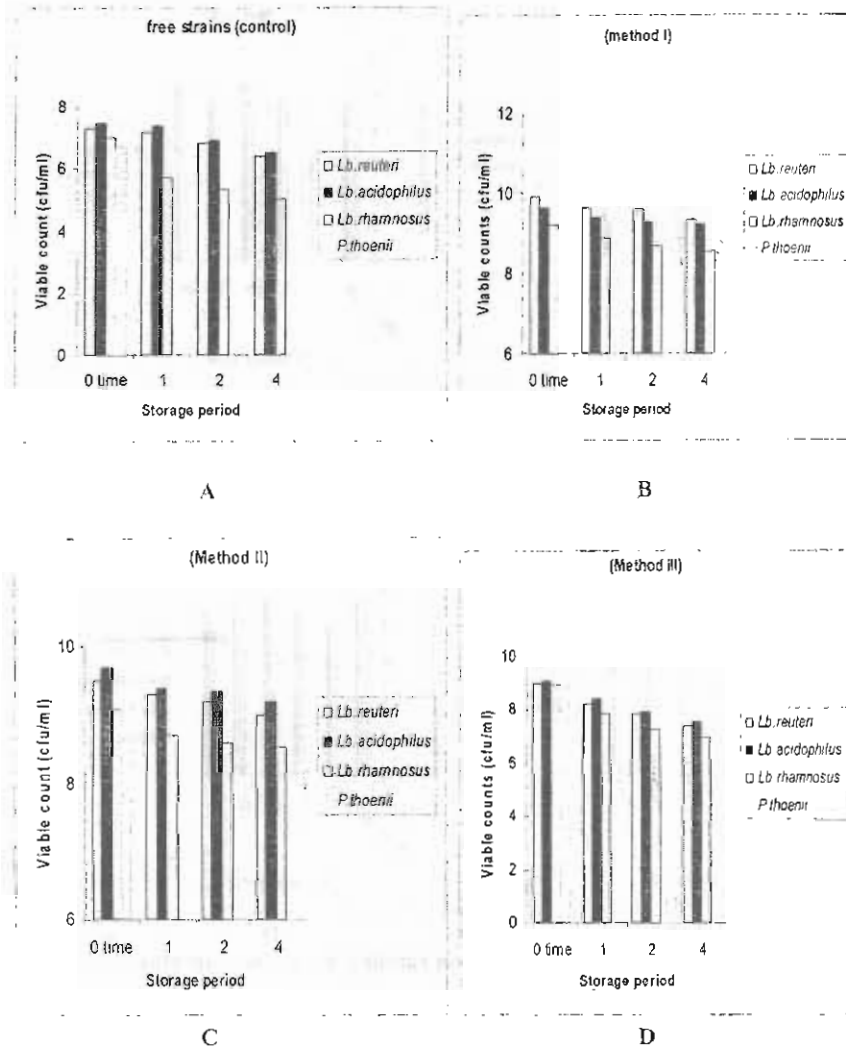 free strains (control)
8
6
4
2
0
0 time 1 2 4
Viable count (cfu/ml)
Storage period
Lb.reuteri
Lb.acidophilus
Lb.rhamnosus
P.thoenii
A
(method I)
12
10
8
6
0 time 1 2 4
Viable counts (cfu/ml)
Storage period
Lb.reuteri
Lb.acidophilus
Lb.rhamnosus
P.thoenii
B
(Method II)
10
8
6
0 time 1 2 4
Viable count (cfu/ml)
Storage period
Lb.reuteri
Lb.acidophilus
Lb.rhamnosus
P.thoenii
C
(Method iII)
10
8
6
4
2
0
0 time 1 2 4
Viable counts (cfu/ml)
Storage period
Lb.reuteri
Lb.acidophilus
Lb.rhamnosus
P.thoenii
D